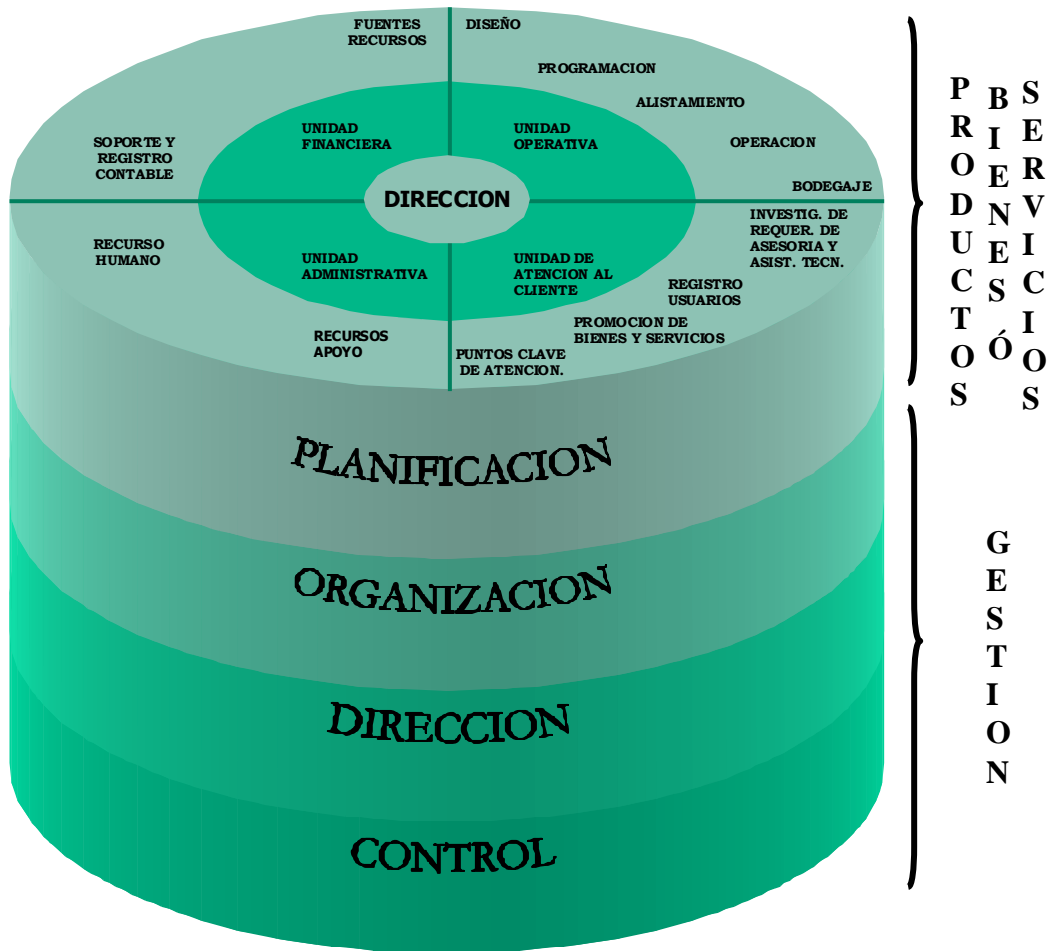 FUENTES
RECURSOS
DISEÑO
PROGRAMACION
ALISTAMIENTO
OPERACION
BODEGAJE
SOPORTE Y
REGISTRO
CONTABLE
UNIDAD
FINANCIERA
UNIDAD
OPERATIVA
DIRECCION
RECURSO
HUMANO
UNIDAD
ADMINISTRATIVA
UNIDAD DE
ATENCION AL
CLIENTE
INVESTIG. DE
REQUER. DE
ASESORIA Y
ASIST. TECN.
REGISTRO
USUARIOS
PROMOCION DE
BIENES Y SERVICIOS
RECURSOS
APOYO
PUNTOS CLAVE
DE ATENCION.
PLANIFICACION
ORGANIZACION
DIRECCION
CONTROL
PRODUCTOS
BIENES Ó
SERVICIOS
GESTION